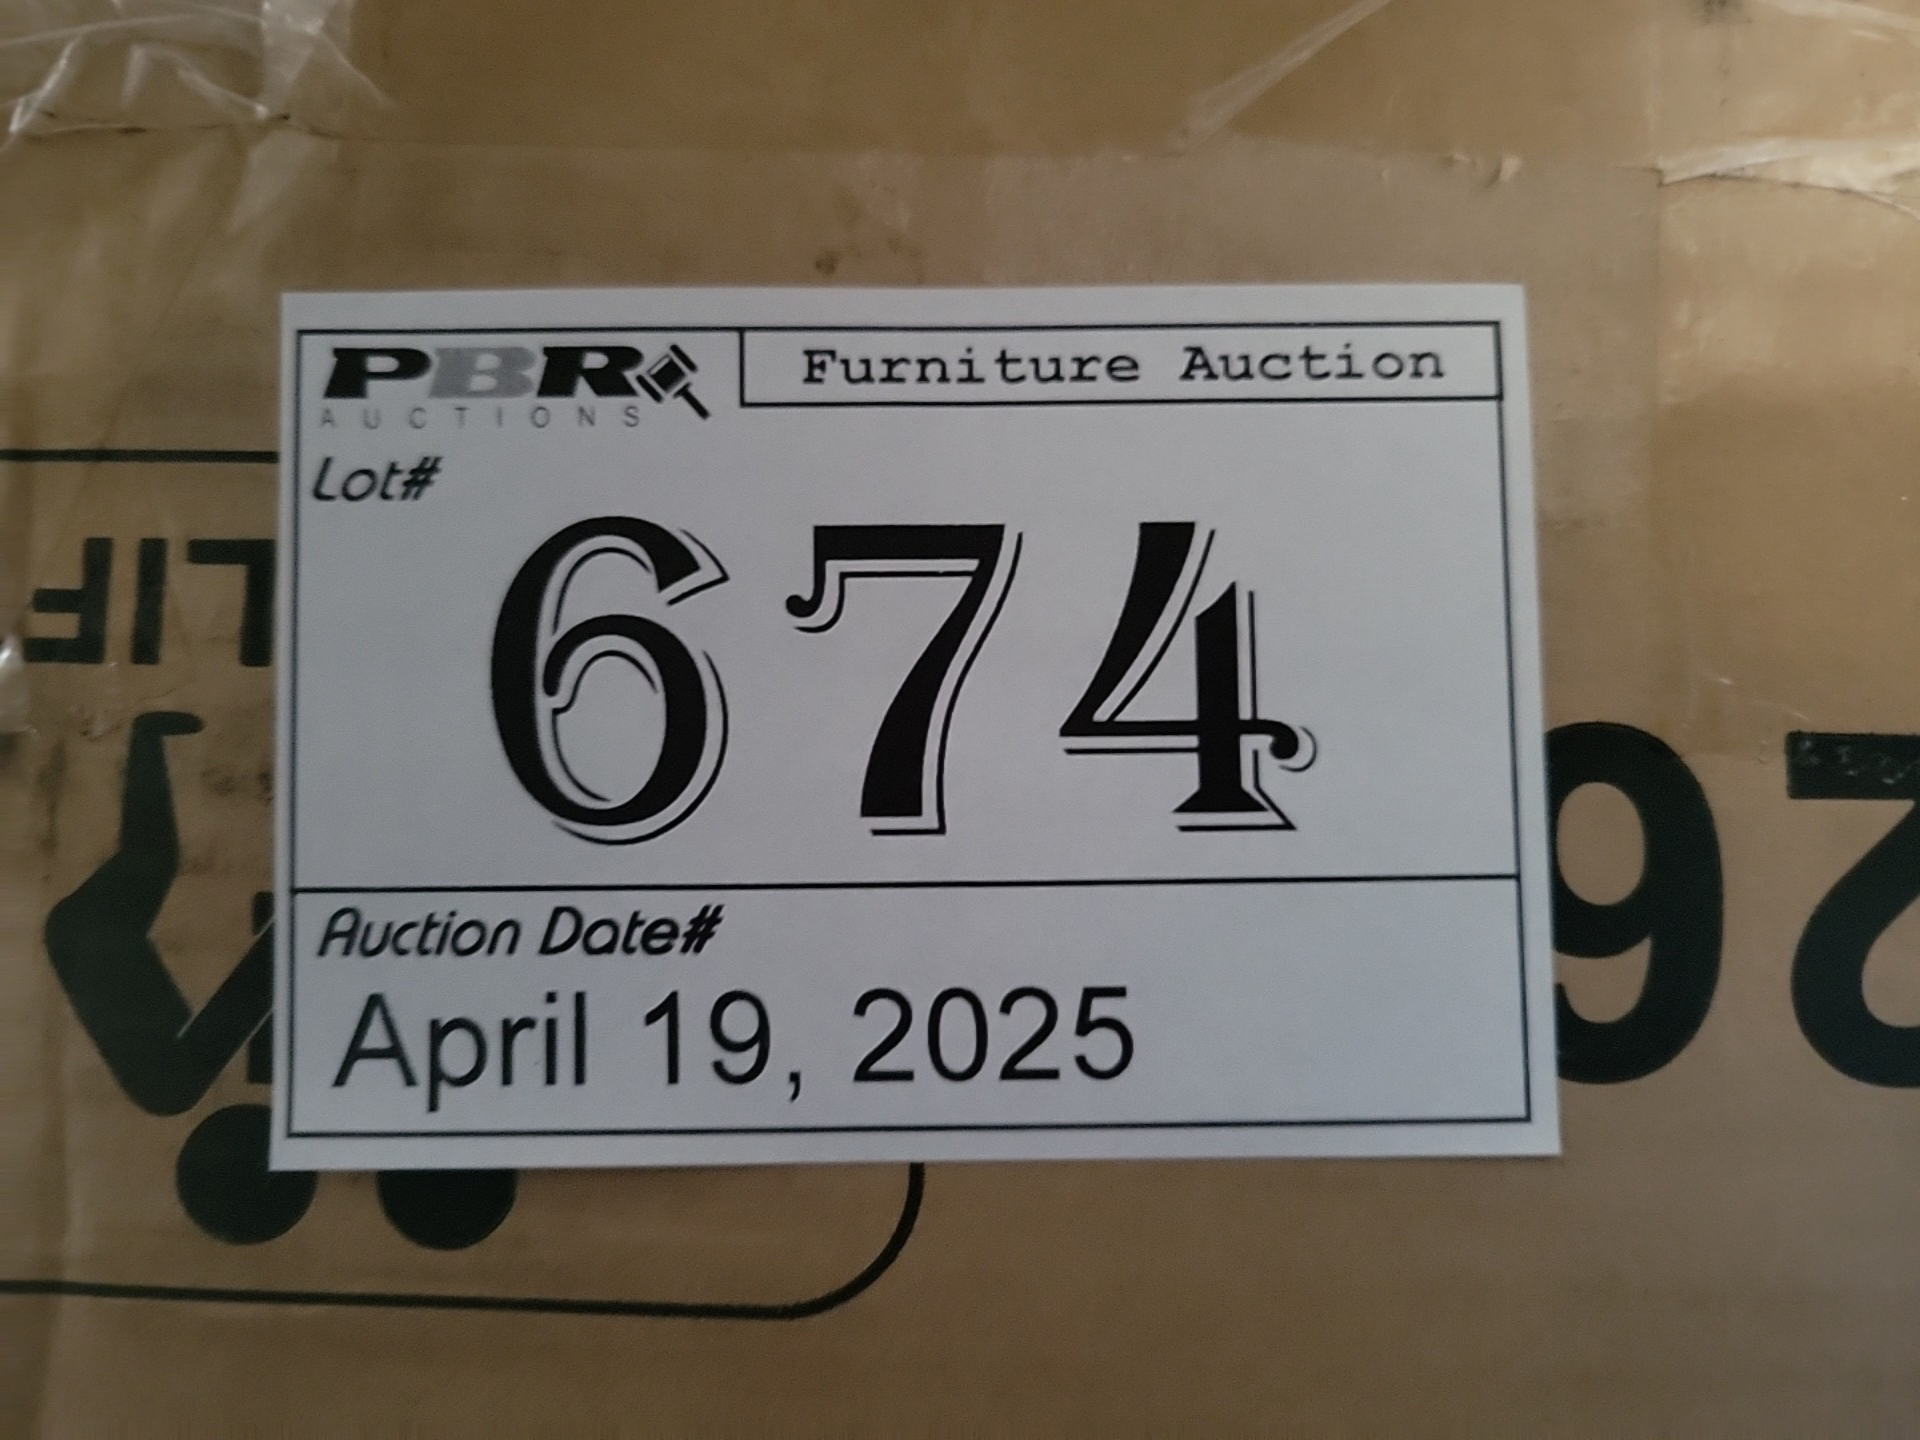 PBR
AUCTIONS
Furniture Auction
Lot#
674
Auction Date#
April 19, 2025